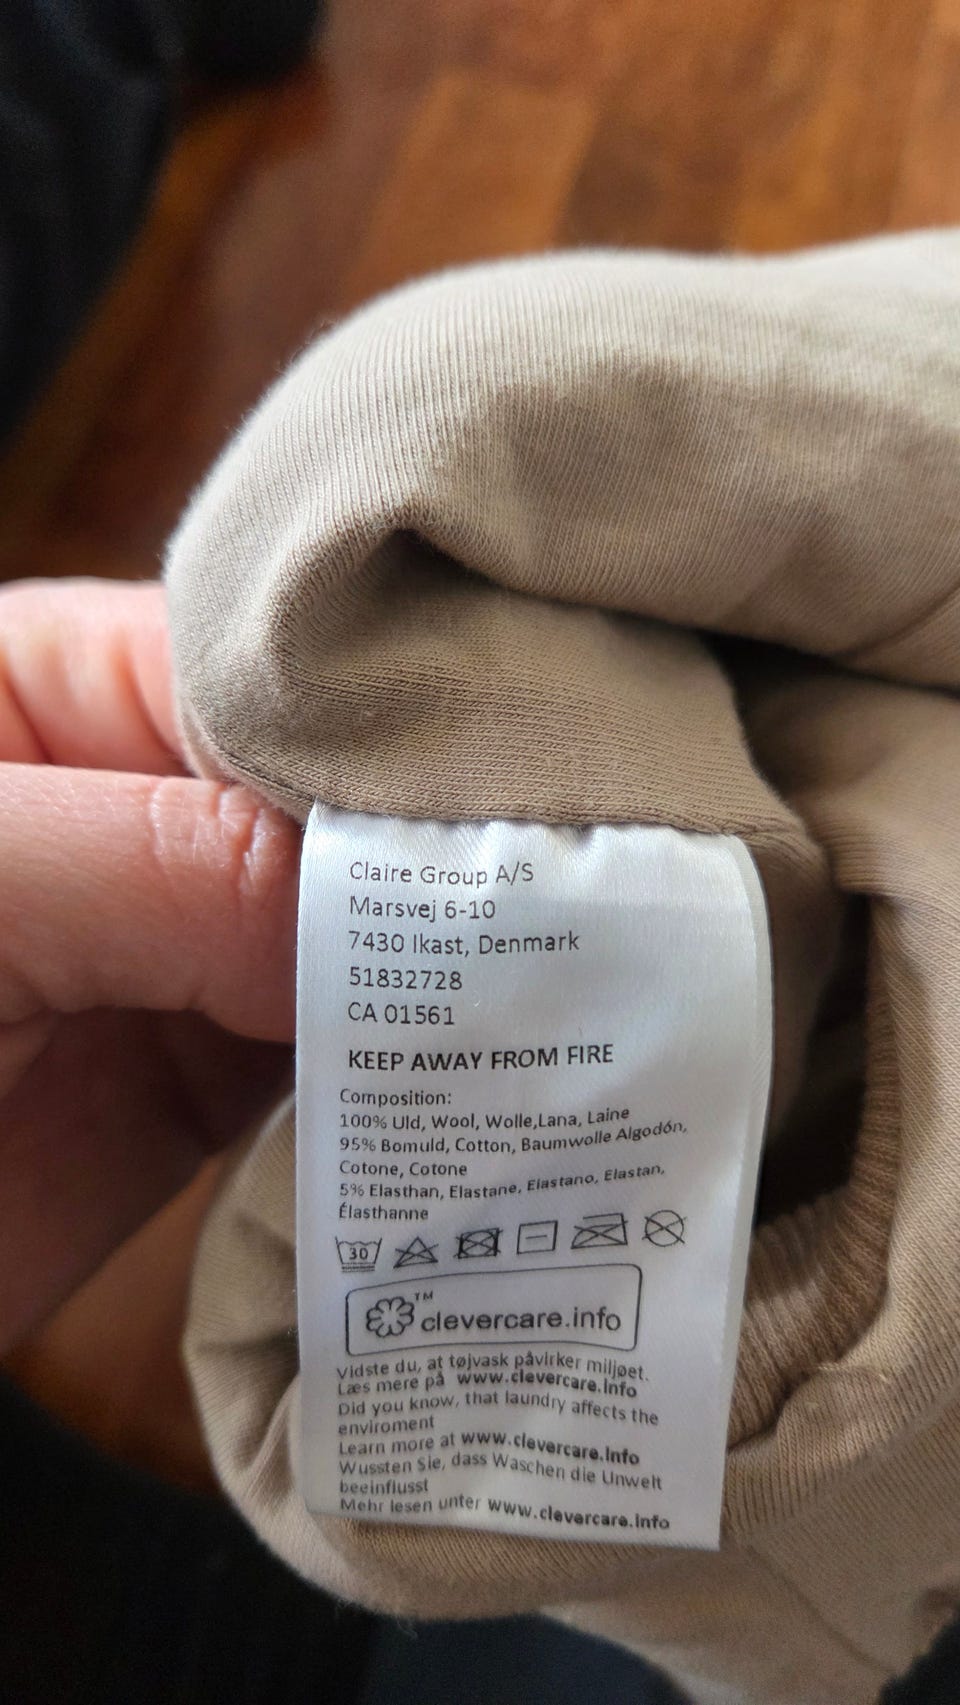 Claire Group A/S
Marsvej 6-10
7430 Ikast, Denmark
51832728
CA 01561
KEEP AWAY FROM FIRE
Composition:
100% Uld, Wool, Wolle,Lana, Laine
95% Bomuld, Cotton, Baumwolle Algodón,
Cotone, Cotone
5% Elasthan, Elastane, Elastano, Elastan,
Élasthanne
30
TM
clevercare.info
Vidste du, at tøjvask påvirker miljøet.
Læs mere på www.clevercare.info
Did you know, that laundry affects the
enviroment
Learn more at www.clevercare.info
Wussten Sie, dass Waschen die Unwelt
beeinflusst
Mehr lesen unter www.clevercare.info